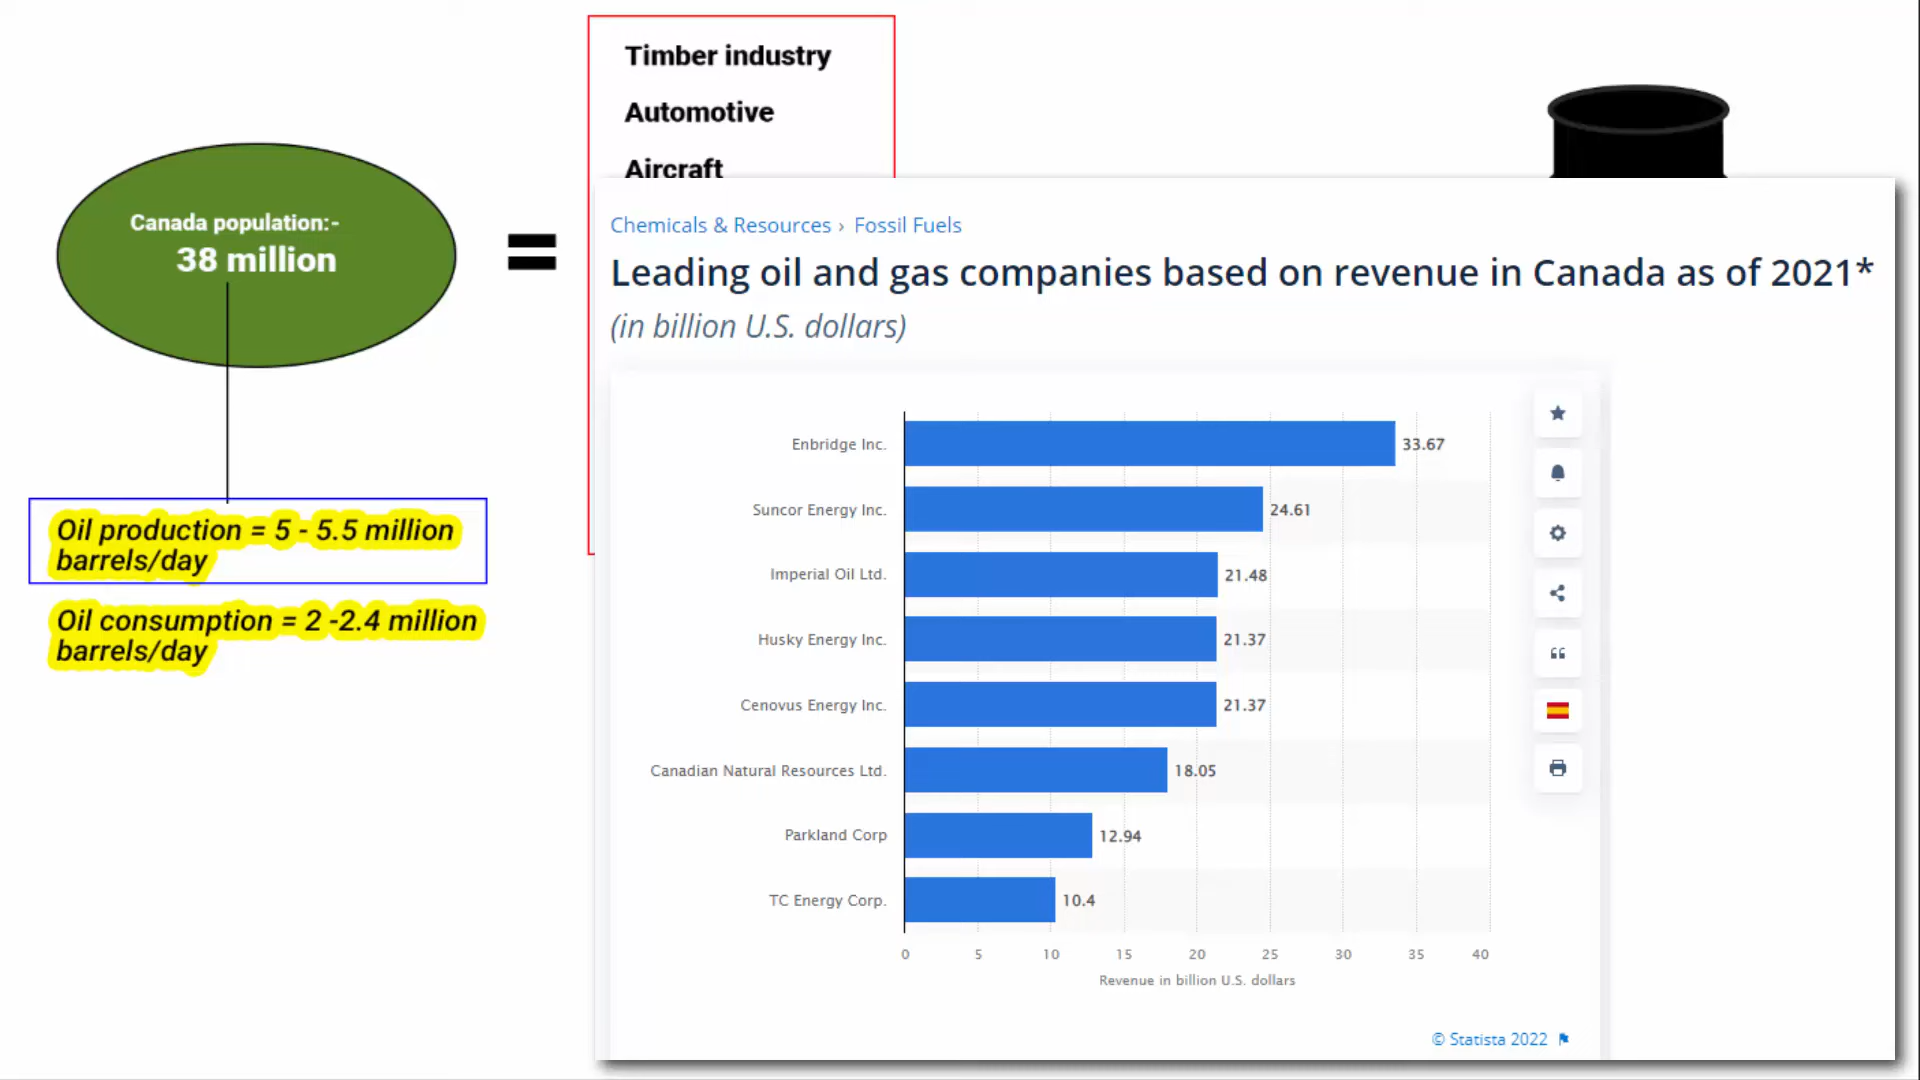 Timber industry
Automotive
Aircraft
Canada population:-
38 million
Oil production = 5 - 5.5 million
barrels/day
Oil consumption = 2 -2.4 million
barrels/day
Chemicals & Resources › Fossil Fuels
Leading oil and gas companies based on revenue in Canada as of 2021*
(in billion U.S. dollars)
Enbridge Inc. 33.67
Suncor Energy Inc. 24.61
Imperial Oil Ltd. 21.48
Husky Energy Inc. 21.37
Cenovus Energy Inc. 21.37
Canadian Natural Resources Ltd. 18.05
Parkland Corp 12.94
TC Energy Corp. 10.4
0 5 10 15 20 25 30 35 40
Revenue in billion U.S. dollars
© Statista 2022